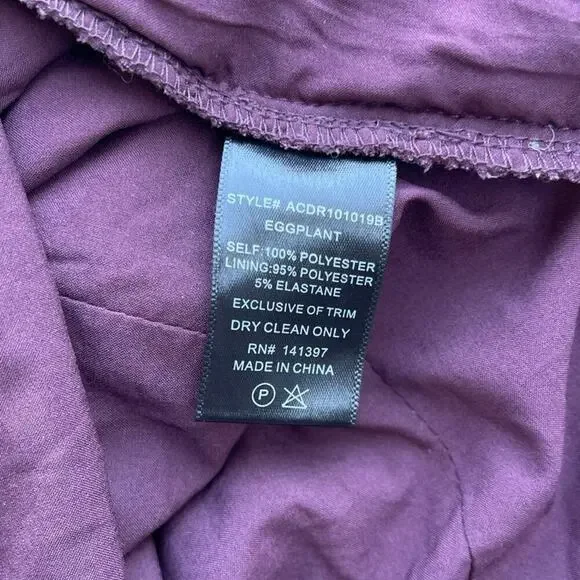 STYLE# ACDR101019B
EGGPLANT
SELF:100% POLYESTER
LINING:95% POLYESTER
5% ELASTANE
EXCLUSIVE OF TRIM
DRY CLEAN ONLY
RN# 141397
MADE IN CHINA
P